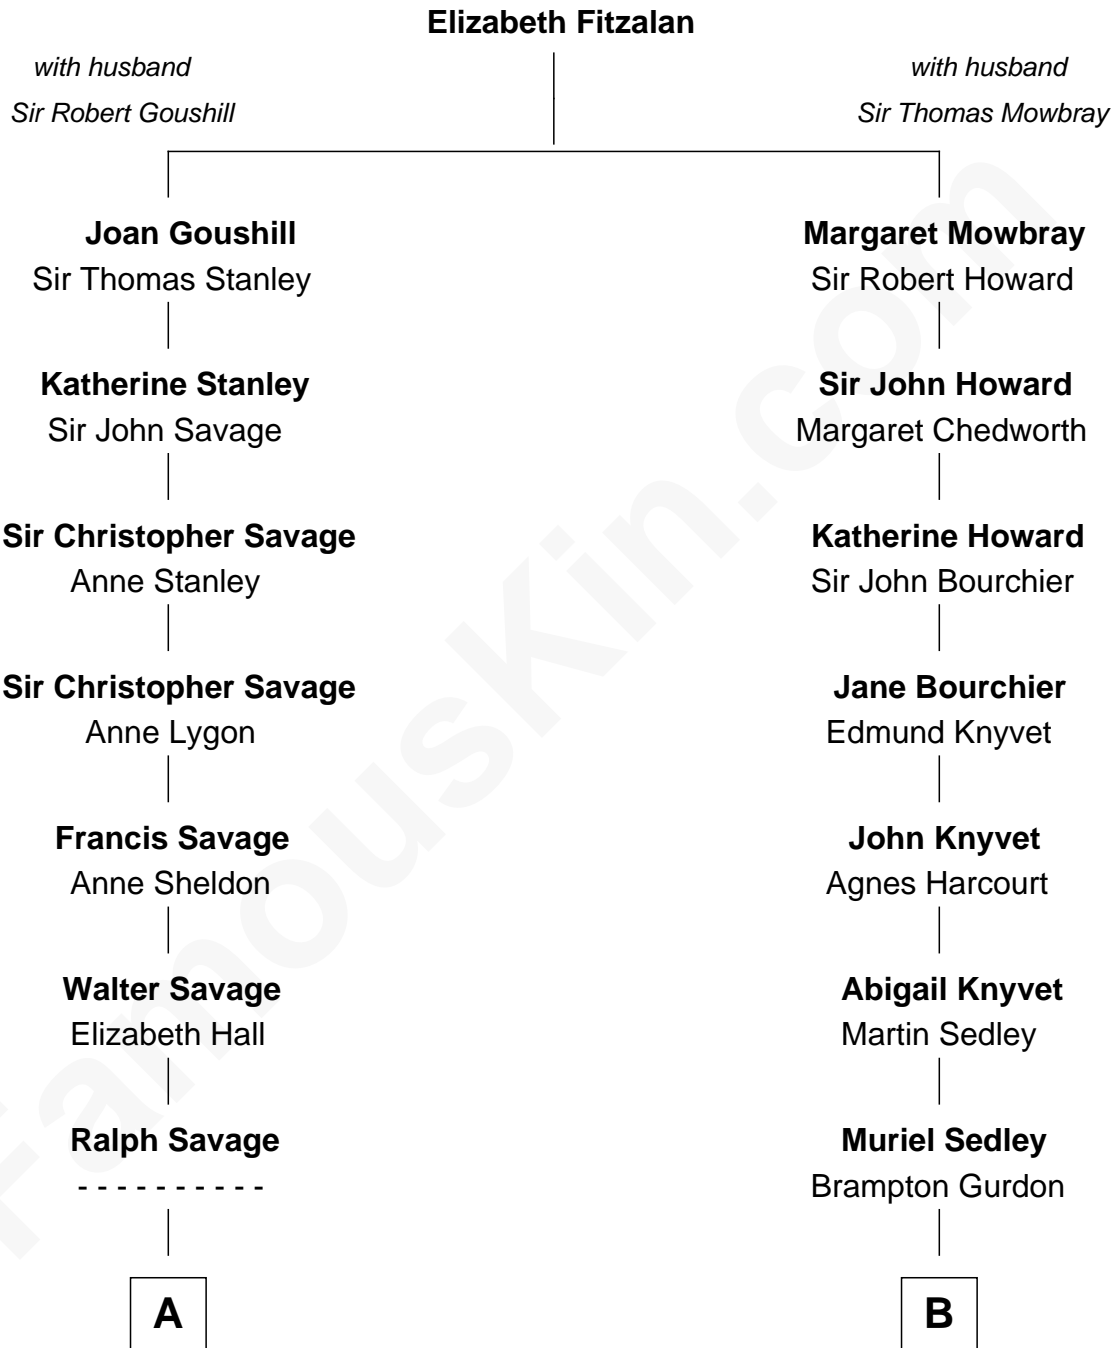 Elizabeth Fitzalan
with husband
Sir Robert Goushill
with husband
Sir Thomas Mowbray
Joan Goushill
Sir Thomas Stanley
Margaret Mowbray
Sir Robert Howard
Katherine Stanley
Sir John Savage
Sir John Howard
Margaret Chedworth
Sir Christopher Savage
Anne Stanley
Katherine Howard
Sir John Bourchier
Sir Christopher Savage
Anne Lygon
Jane Bourchier
Edmund Knyvet
Francis Savage
Anne Sheldon
John Knyvet
Agnes Harcourt
Walter Savage
Elizabeth Hall
Abigail Knyvet
Martin Sedley
Ralph Savage
- - - - - - - - - -
Muriel Sedley
Brampton Gurdon
A
B
FamousKin.com